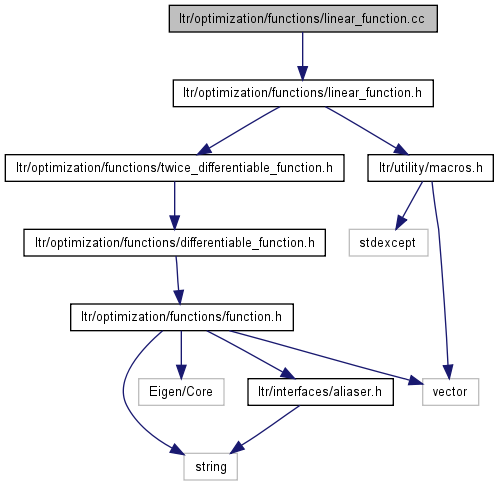 ltr/optimization/functions/linear_function.cc
ltr/optimization/functions/linear_function.h
ltr/optimization/functions/twice_differentiable_function.h
ltr/utility/macros.h
ltr/optimization/functions/differentiable_function.h
stdexcept
ltr/optimization/functions/function.h
Eigen/Core
ltr/interfaces/aliaser.h
vector
string